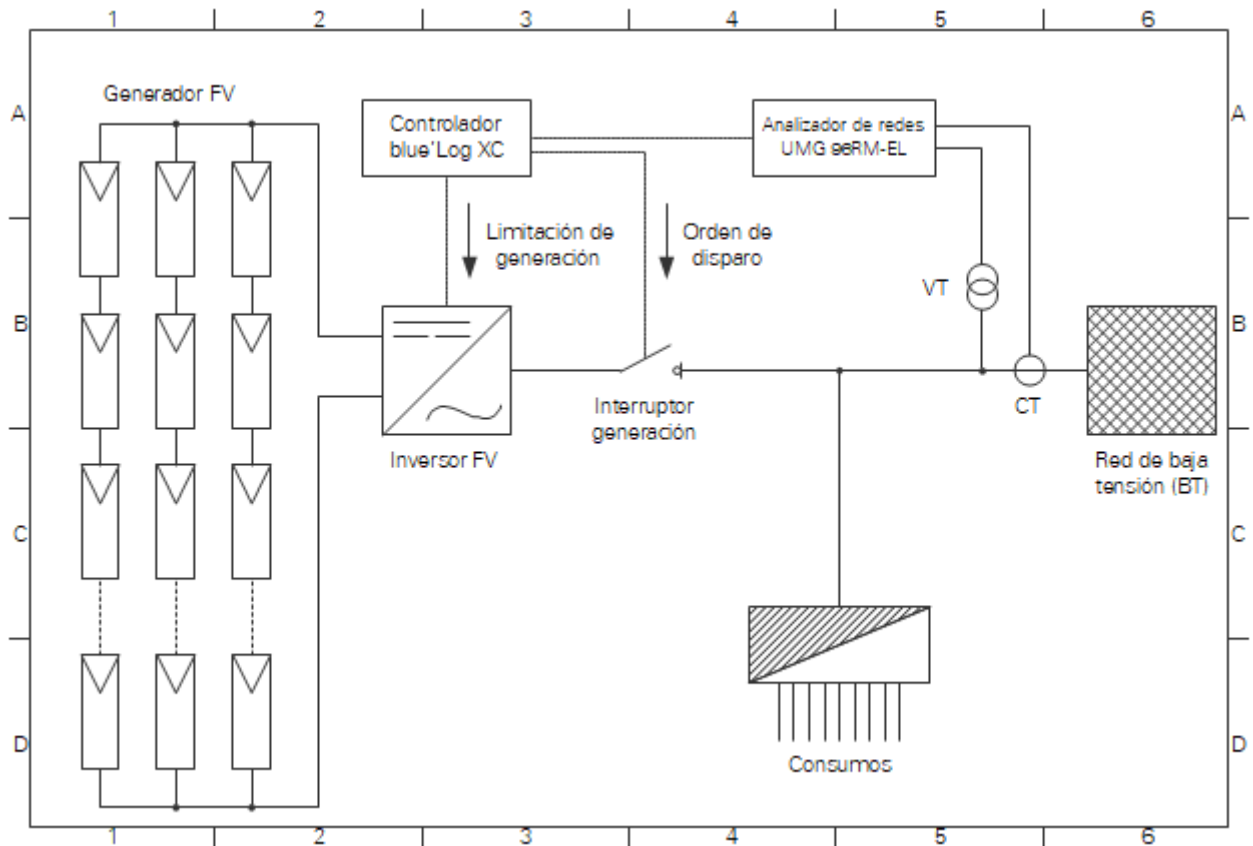 1 2 3 4 5 6
A
Generador FV
Controlador
blue'Log XC
Analizador de redes
UMG 96RM-EL
A
Limitación de
generación
Orden de
disparo
VT
B
B
Interruptor
generación
CT
Inversor FV
Red de baja
tensión (BT)
C
C
D
Consumos
D
1 2 3 4 5 6